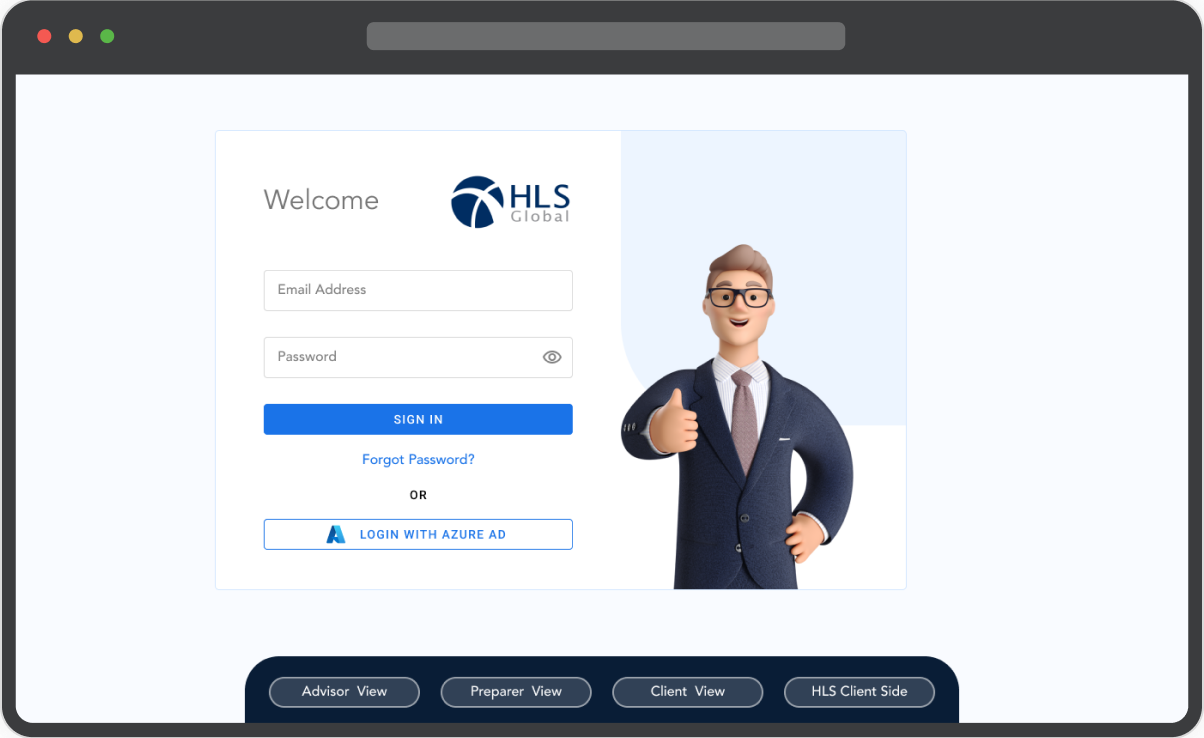 Welcome
HLS
Global
Email Address
Password
SIGN IN
Forgot Password?
OR
LOGIN WITH AZURE AD
Advisor View
Preparer View
Client View
HLS Client Side